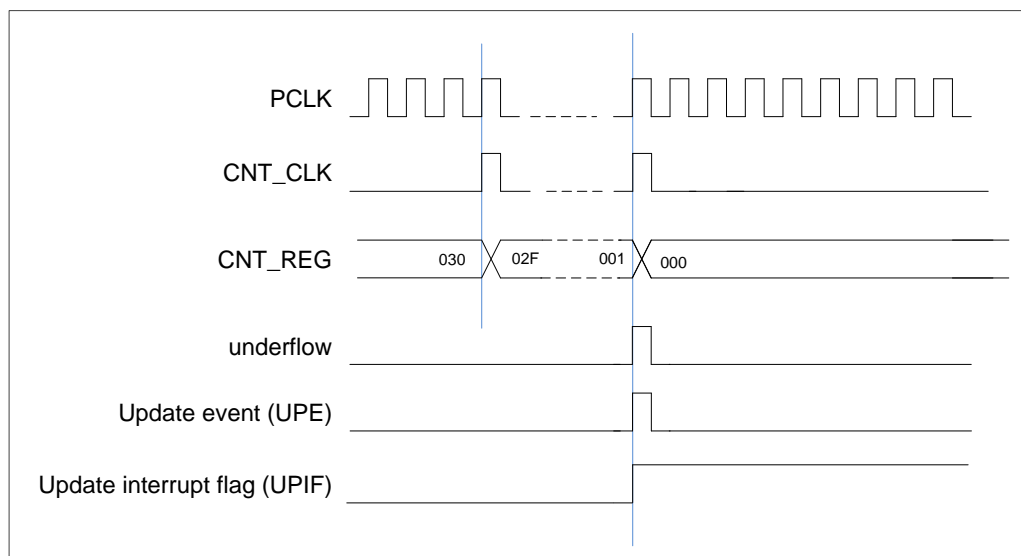 PCLK
CNT_CLK
CNT_REG
030 02F 001 000
underflow
Update event (UPE)
Update interrupt flag (UPIF)